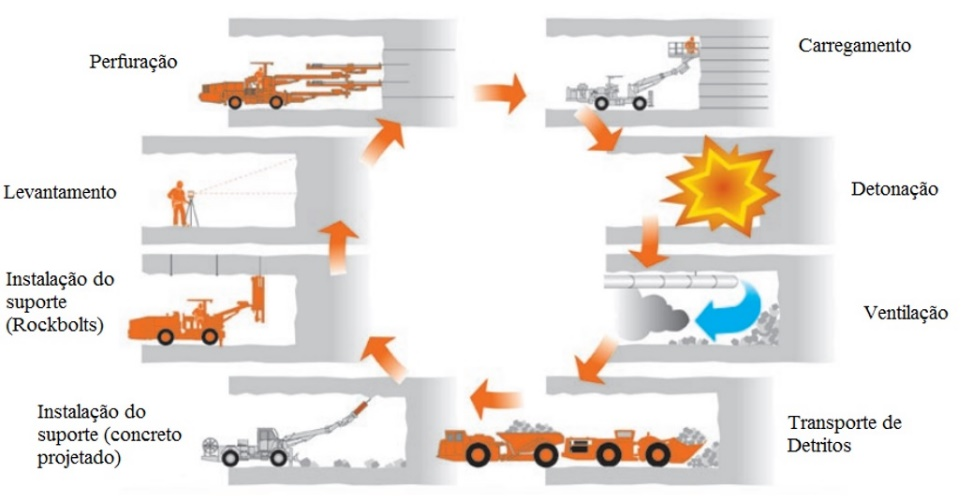 Perfuração
Carregamento
Levantamento
Detonação
Instalação do
suporte
(Rockbolts)
Ventilação
Instalação do
suporte (concreto
projetado)
Transporte de
Detritos